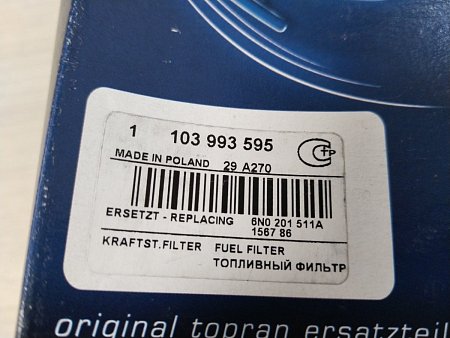 1 103 993 595
MADE IN POLAND 29 A270
ERSETZT - REPLACING 6N0 201 511A
1567 86
KRAFTST.FILTER FUEL FILTER
ТОПЛИВНЫЙ ФИЛЬТР
original topran ersatzteil